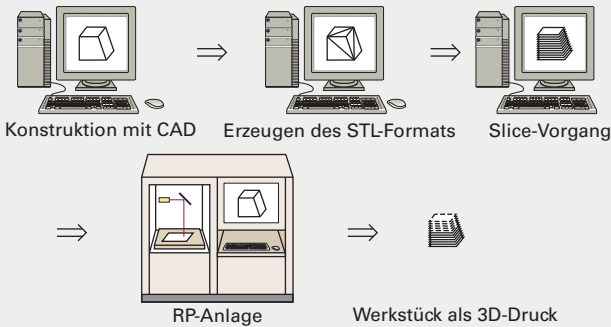 Konstruktion mit CAD
Erzeugen des STL-Formats
Slice-Vorgang
RP-Anlage
Werkstück als 3D-Druck